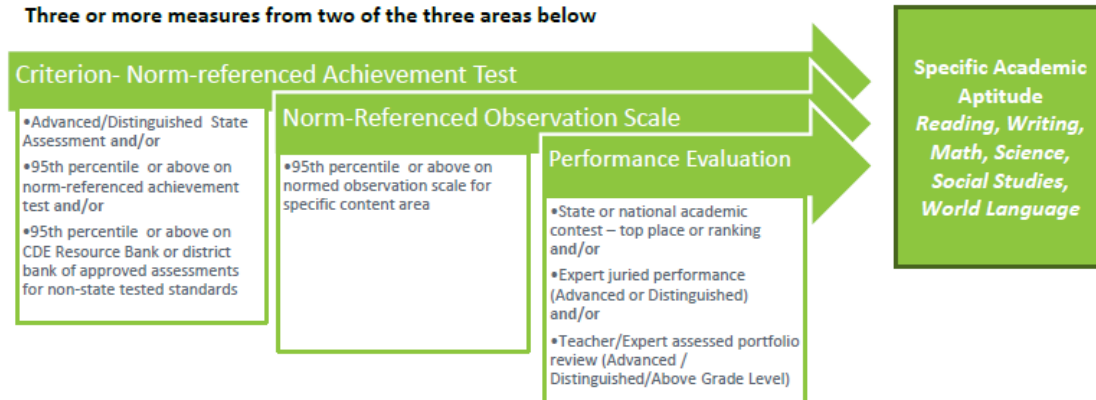 Three or more measures from two of the three areas below
Criterion- Norm-referenced Achievement Test
•Advanced/Distinguished State
Assessment and/or
•95th percentile or above on
norm-referenced achievement
test and/or
•95th percentile or above on
CDE Resource Bank or district
bank of approved assessments
for non-state tested standards
Norm-Referenced Observation Scale
•95th percentile or above on
normed observation scale for
specific content area
Performance Evaluation
•State or national academic
contest – top place or ranking
and/or
•Expert juried performance
(Advanced or Distinguished)
and/or
•Teacher/Expert assessed portfolio
review (Advanced /
Distinguished/Above Grade Level)
Specific Academic
Aptitude
Reading, Writing,
Math, Science,
Social Studies,
World Language